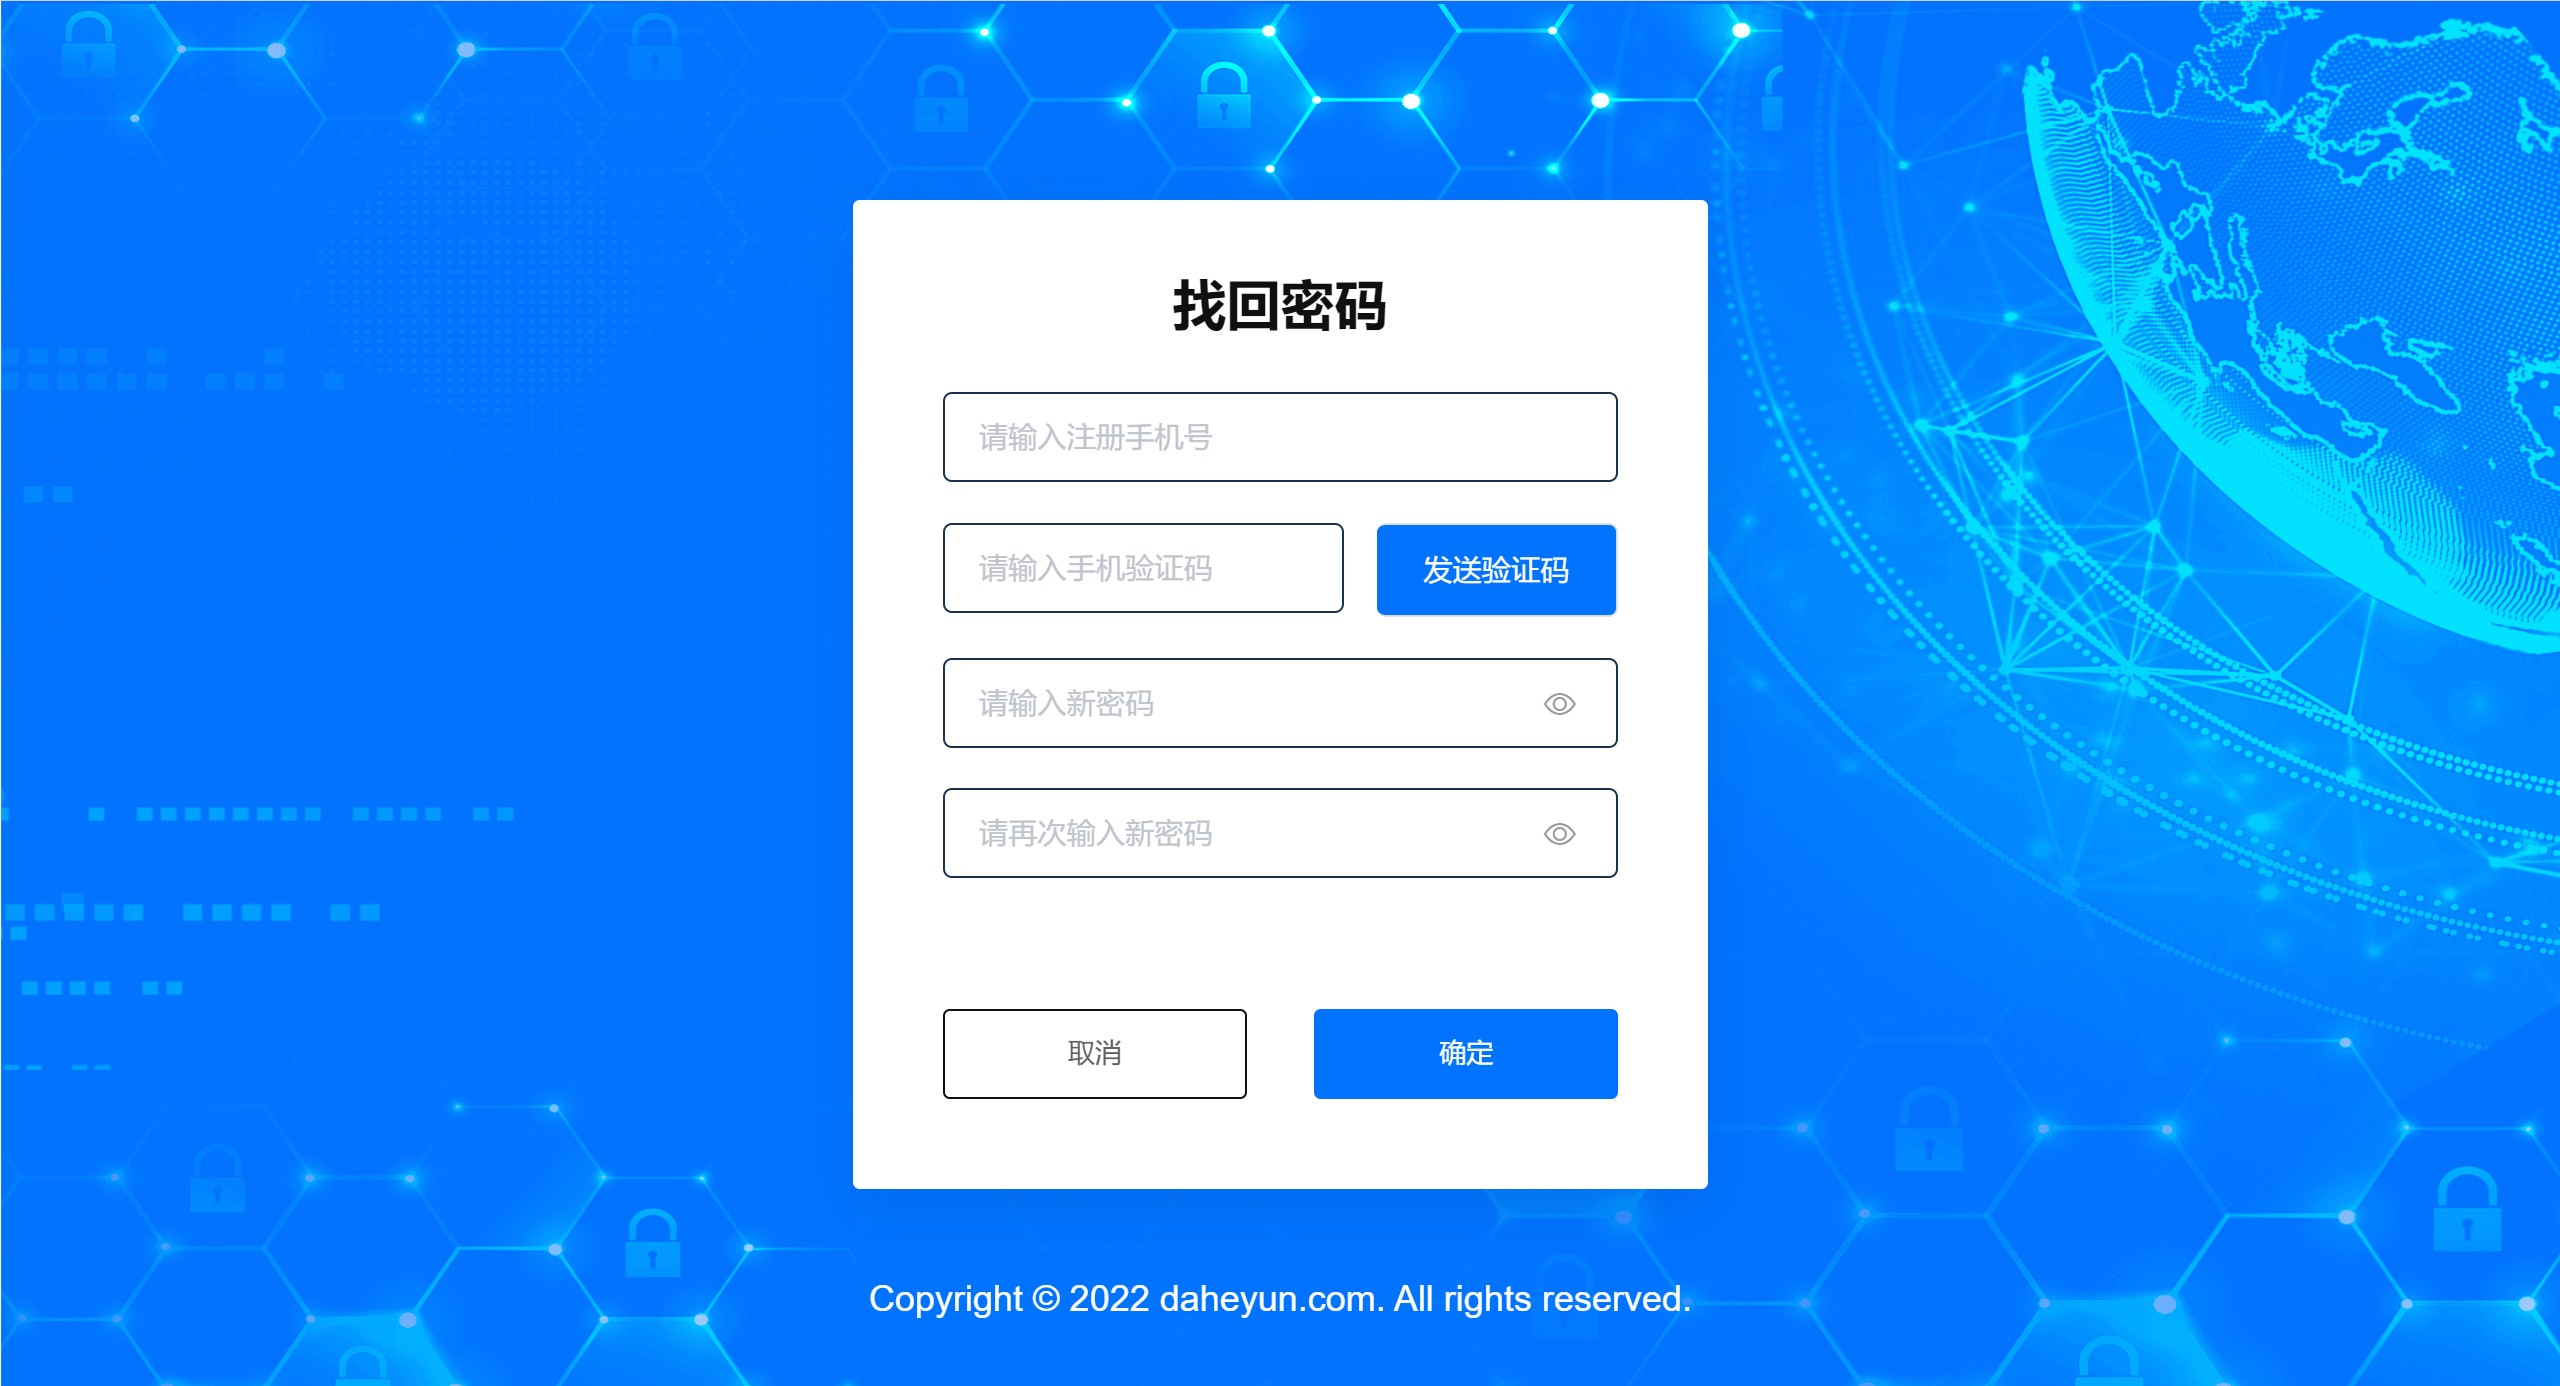 找回密码
请输入注册手机号
请输入手机验证码
发送验证码
请输入新密码
请再次输入新密码
取消
确定
Copyright © 2022 daheyun.com. All rights reserved.